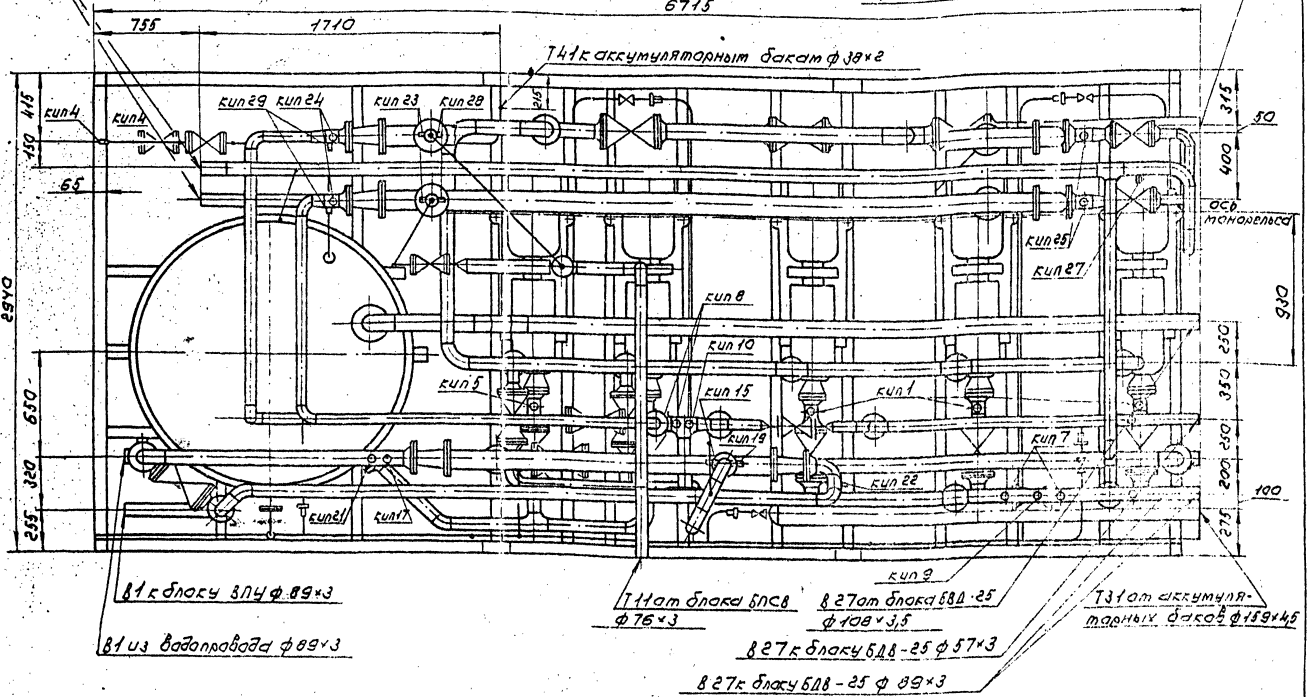 6715
755
1710
Т41 к аккумуляторным бакам ф 38×2
415
кип 4
кип 4
кип 29
кип 24
кип 23
кип 28
215
315
50
150
400
65
ось
монорельса
кип 25
кип 27
2940
930
кип 8
250
кип 10
кип 5
кип 15
кип 1
350
650
кип 19
кип 7
250
320
кип 22
200
100
255
кип 21
кип 17
275
кип 9
В1 к блоку ВПУ ф 89×3
Т11 от блока БПСВ
ф 76×3
В27 от блока БВД-25
ф 108×3,5
Т31 от аккумуля-
торных баков ф 159×4,5
В1 из водопровода ф 89×3
В27 к блоку БДВ-25 ф 57×3
В27 к блоку БДВ-25 ф 89×3